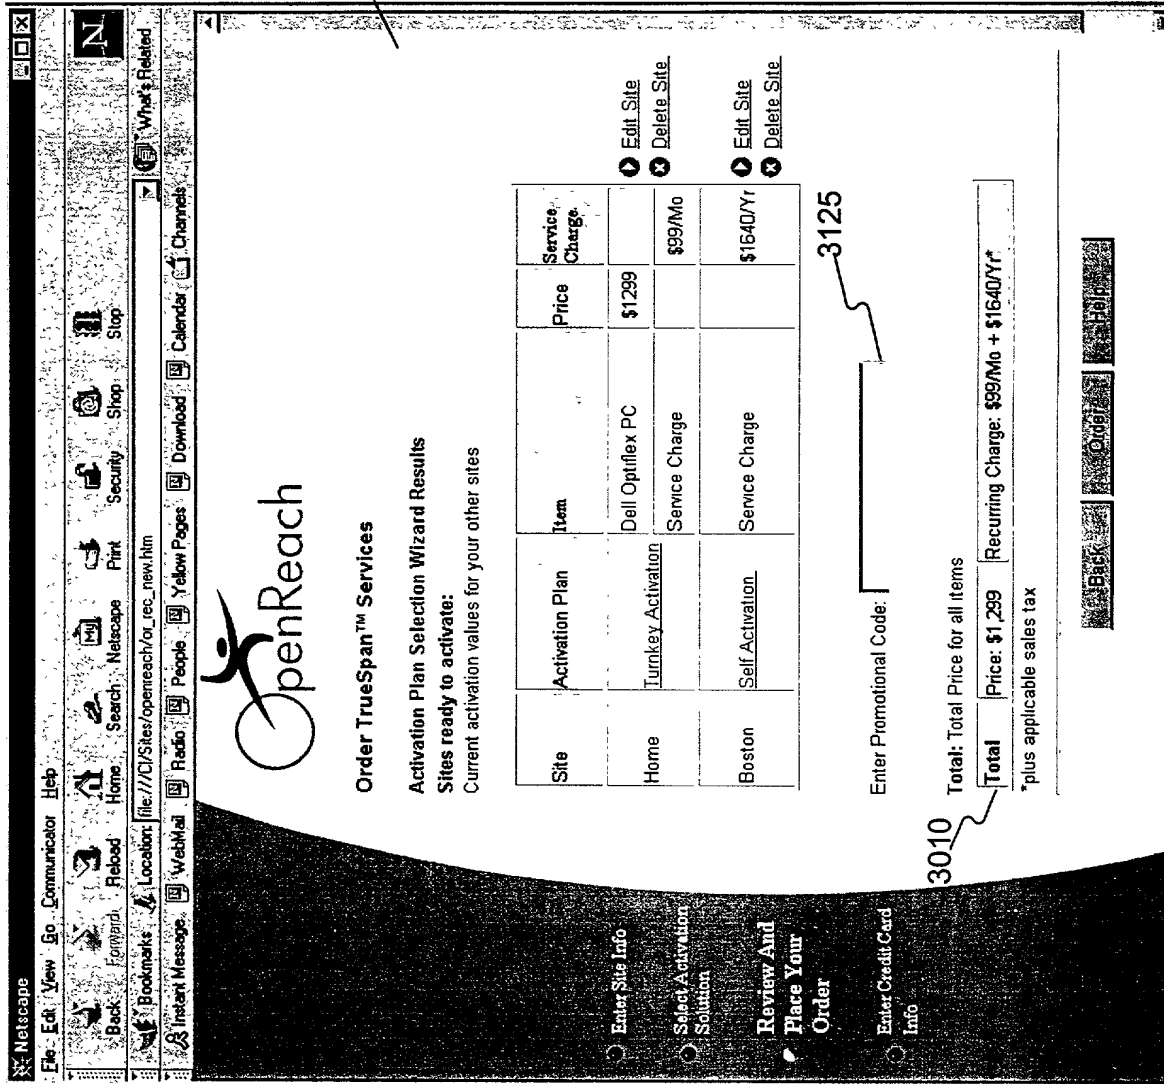 Netscape
File Edit View Go Communicator Help
Back Forward Reload Home Search Netscape Print Security Shop Stop
Bookmarks Location: file:///C|/Sites/openreach/or_rec_new.htm What's Related
Instant Message WebMail Radio People Yellow Pages Download Calendar Channels
OpenReach
Order TrueSpan™ Services
Activation Plan Selection Wizard Results
Sites ready to activate:
Current activation values for your other sites
Site Activation Plan Item Price Service Charge
Home Turnkey Activation Dell Optiflex PC $1299 Edit Site
Service Charge $99/Mo Delete Site
Boston Self Activation Service Charge $1640/Yr Edit Site
Delete Site
Enter Promotional Code:
3125
Total: Total Price for all items
3010
Total Price: $1,299 Recurring Charge: $99/Mo + $1640/Yr*
*plus applicable sales tax
Back Order Help
Enter Site Info
Select Activation
Solution
Review And
Place Your
Order
Enter Credit Card
Info